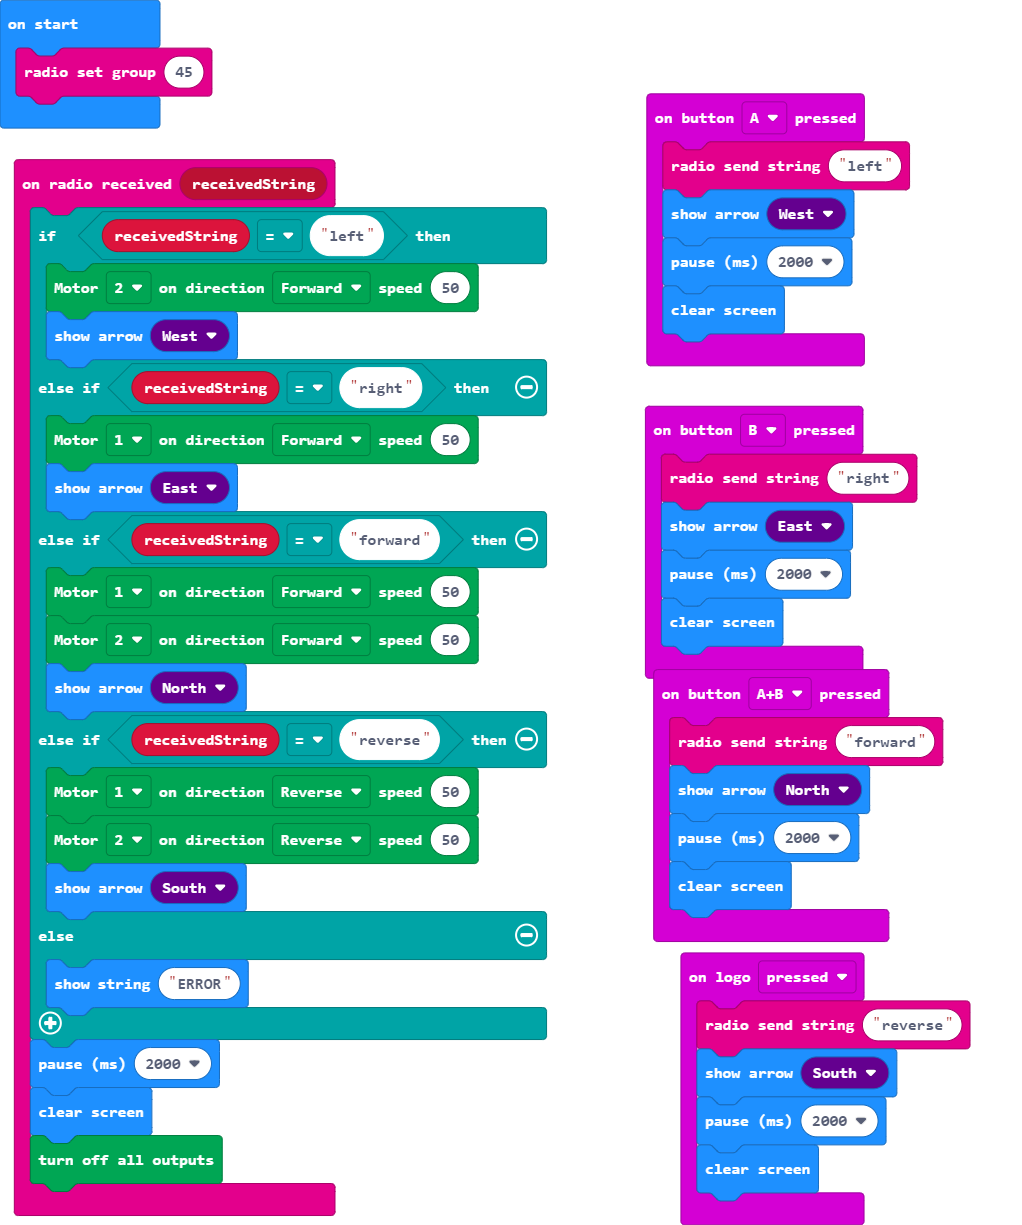 on start
radio set group 45
on radio received receivedString
if receivedString = "left" then
Motor 2 on direction Forward speed 50
show arrow West
else if receivedString = "right" then
Motor 1 on direction Forward speed 50
show arrow East
else if receivedString = "forward" then
Motor 1 on direction Forward speed 50
Motor 2 on direction Forward speed 50
show arrow North
else if receivedString = "reverse" then
Motor 1 on direction Reverse speed 50
Motor 2 on direction Reverse speed 50
show arrow South
else
show string "ERROR"
pause (ms) 2000
clear screen
turn off all outputs
on button A pressed
radio send string "left"
show arrow West
pause (ms) 2000
clear screen
on button B pressed
radio send string "right"
show arrow East
pause (ms) 2000
clear screen
on button A+B pressed
radio send string "forward"
show arrow North
pause (ms) 2000
clear screen
on logo pressed
radio send string "reverse"
show arrow South
pause (ms) 2000
clear screen